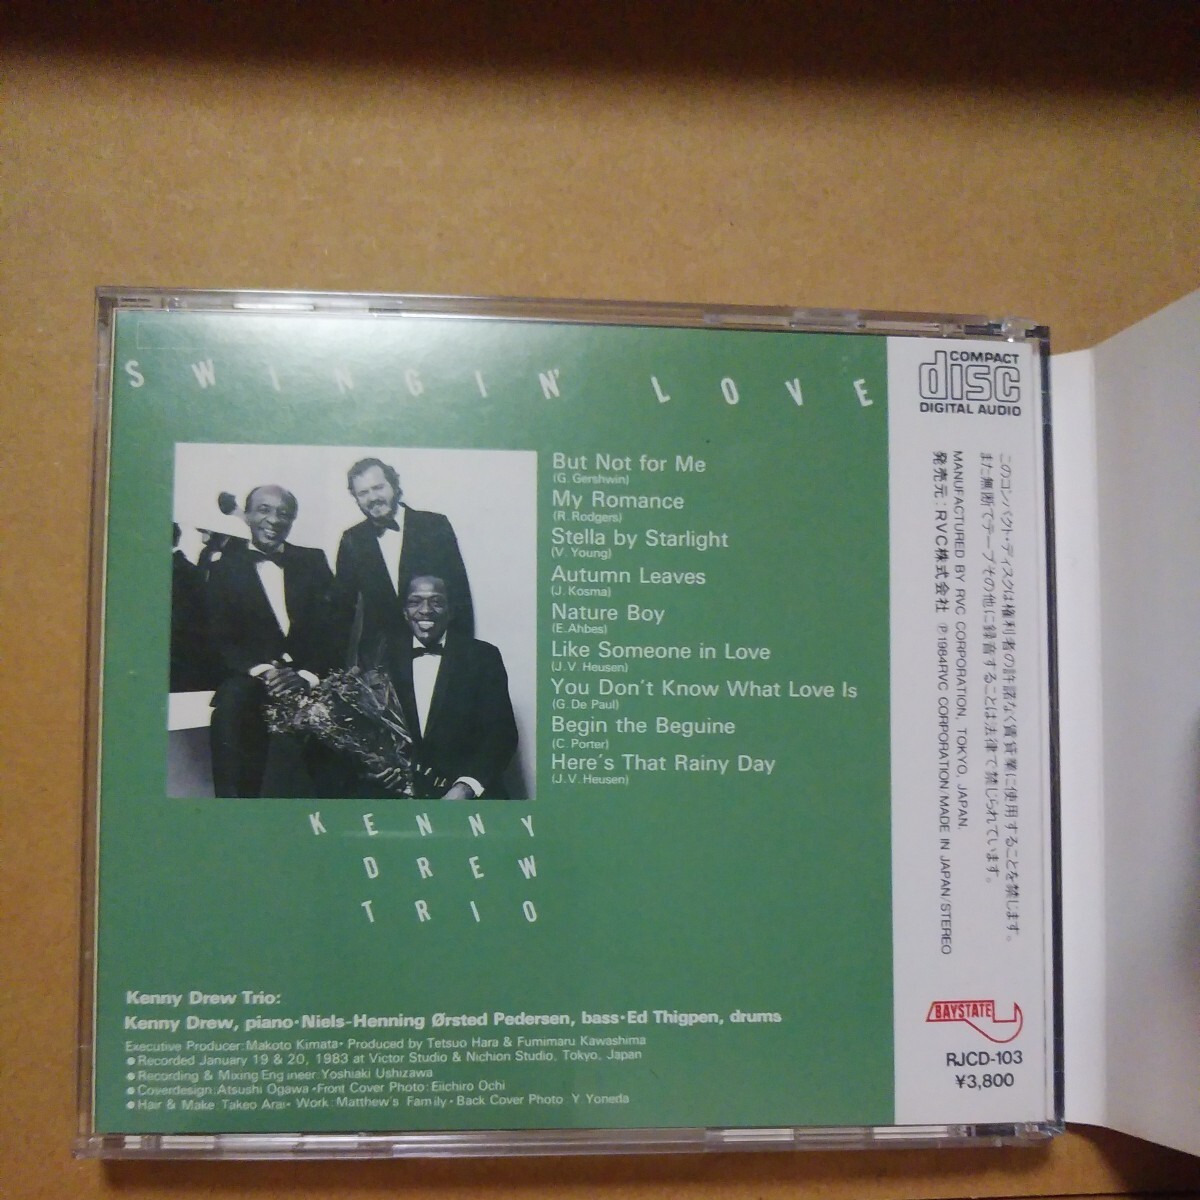 SWINGIN' LOVE
But Not for Me
(G. Gershwin)
My Romance
(R. Rodgers)
Stella by Starlight
(V. Young)
Autumn Leaves
(J. Kosma)
Nature Boy
(E. Ahbes)
Like Someone in Love
(J. V. Heusen)
You Don't Know What Love Is
(G. De Paul)
Begin the Beguine
(C. Porter)
Here's That Rainy Day
(J. V. Heusen)
KENNY
DREW
TRIO
Kenny Drew Trio:
Kenny Drew, piano・Niels-Henning Ørsted Pedersen, bass・Ed Thigpen, drums
Executive Producer: Makoto Kimata・Produced by Tetsuo Hara & Fumimaru Kawashima
●Recorded January 19 & 20, 1983 at Victor Studio & Nichion Studio, Tokyo, Japan
●Recording & Mixing Engineer: Yoshiaki Ushizawa
●Coverdesign: Atsushi Ogawa・Front Cover Photo: Eiichiro Ochi
●Hair & Make: Takeo Arai・Work: Matthew's Family・Back Cover Photo: Y Yoneda
COMPACT
disc
DIGITAL AUDIO
このコンパクト・ディスクは権利者の許諾なく賃貸業に使用することを禁じます。
また無断でテープその他に録音することは法律で禁じられています。
MANUFACTURED BY RVC CORPORATION, TOKYO, JAPAN.
発売元：RVC株式会社 ℗1984RVC CORPORATION/MADE IN JAPAN/STEREO
BAYSTATE
RJCD-103
¥3,800